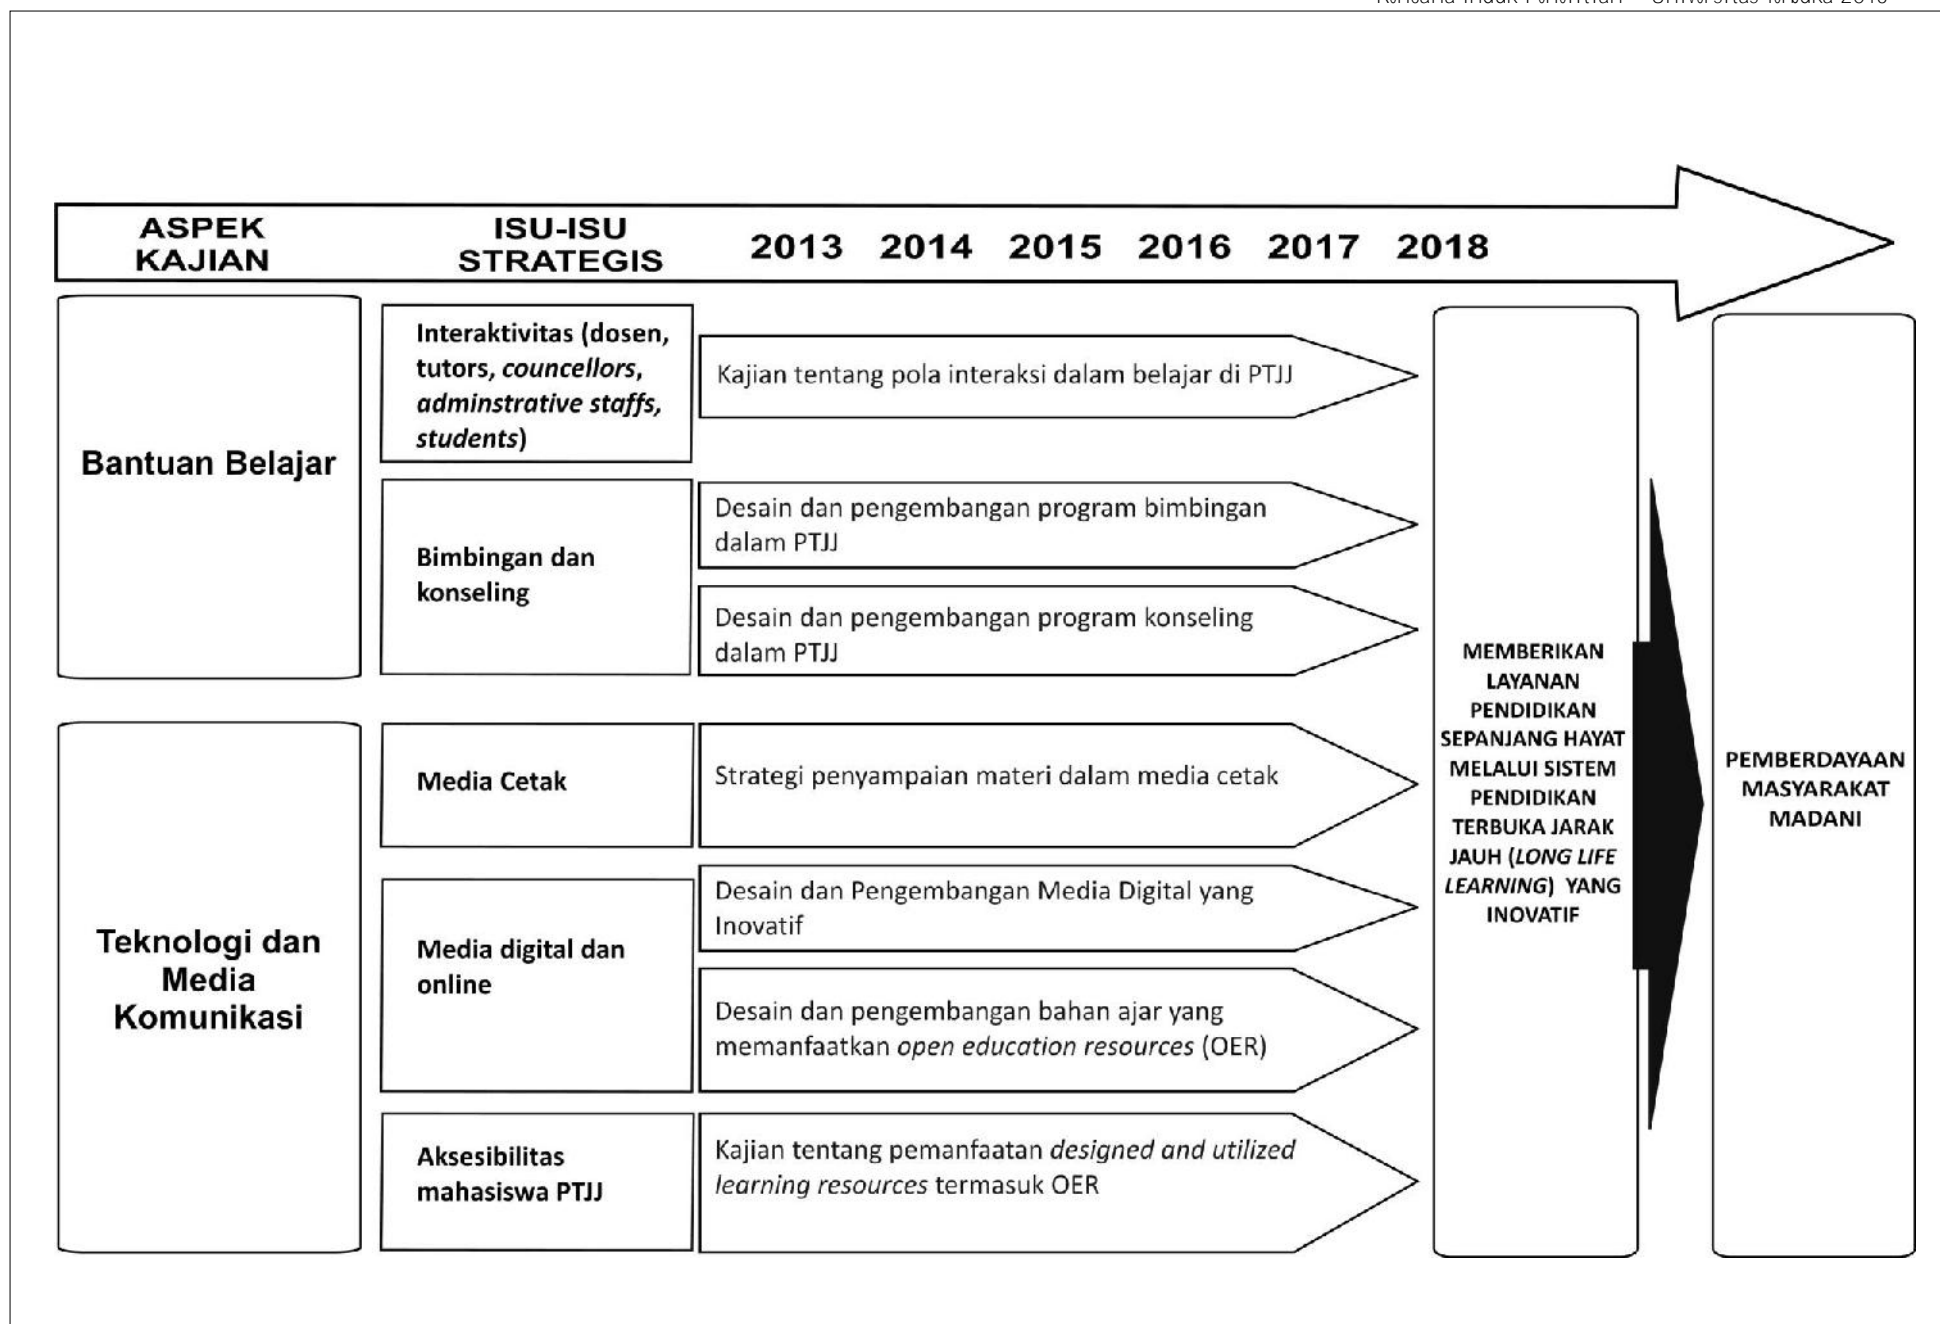 ASPEK
KAJIAN
ISU-ISU
STRATEGIS
2013 2014 2015 2016 2017 2018
Bantuan Belajar
Interaktivitas (dosen,
tutors, councellors,
adminstrative staffs,
students)
Kajian tentang pola interaksi dalam belajar di PTJJ
Bimbingan dan
konseling
Desain dan pengembangan program bimbingan
dalam PTJJ
Desain dan pengembangan program konseling
dalam PTJJ
Teknologi dan
Media
Komunikasi
Media Cetak
Strategi penyampaian materi dalam media cetak
Media digital dan
online
Desain dan Pengembangan Media Digital yang
Inovatif
Desain dan pengembangan bahan ajar yang
memanfaatkan open education resources (OER)
Aksesibilitas
mahasiswa PTJJ
Kajian tentang pemanfaatan designed and utilized
learning resources termasuk OER
MEMBERIKAN
LAYANAN
PENDIDIKAN
SEPANJANG HAYAT
MELALUI SISTEM
PENDIDIKAN
TERBUKA JARAK
JAUH (LONG LIFE
LEARNING) YANG
INOVATIF
PEMBERDAYAAN
MASYARAKAT
MADANI